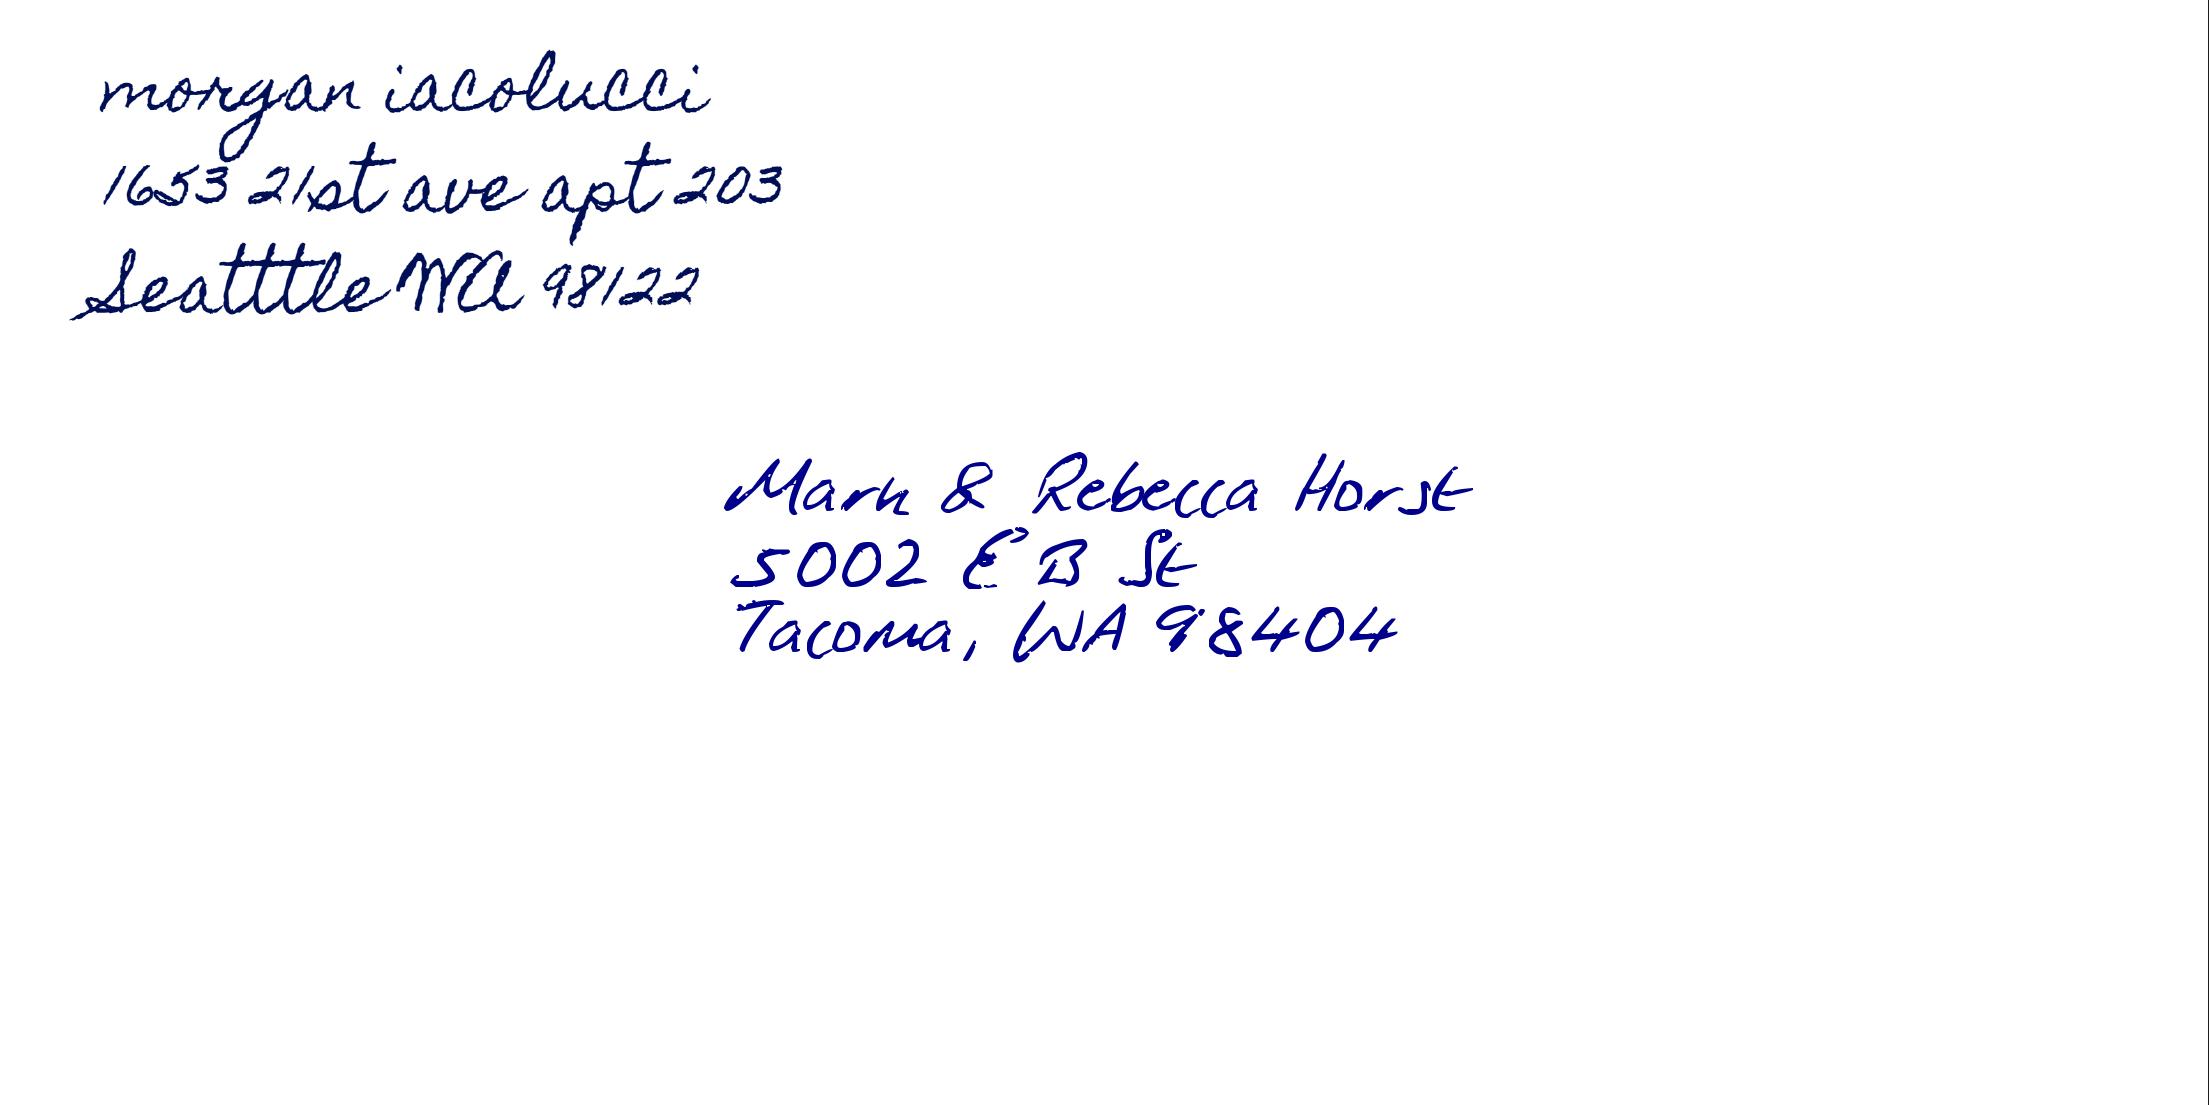 morgan iacolucci
1653 21st ave apt 203
Seatttle WA 98122
Mark & Rebecca Horst
5002 E B St
Tacoma, WA 98404